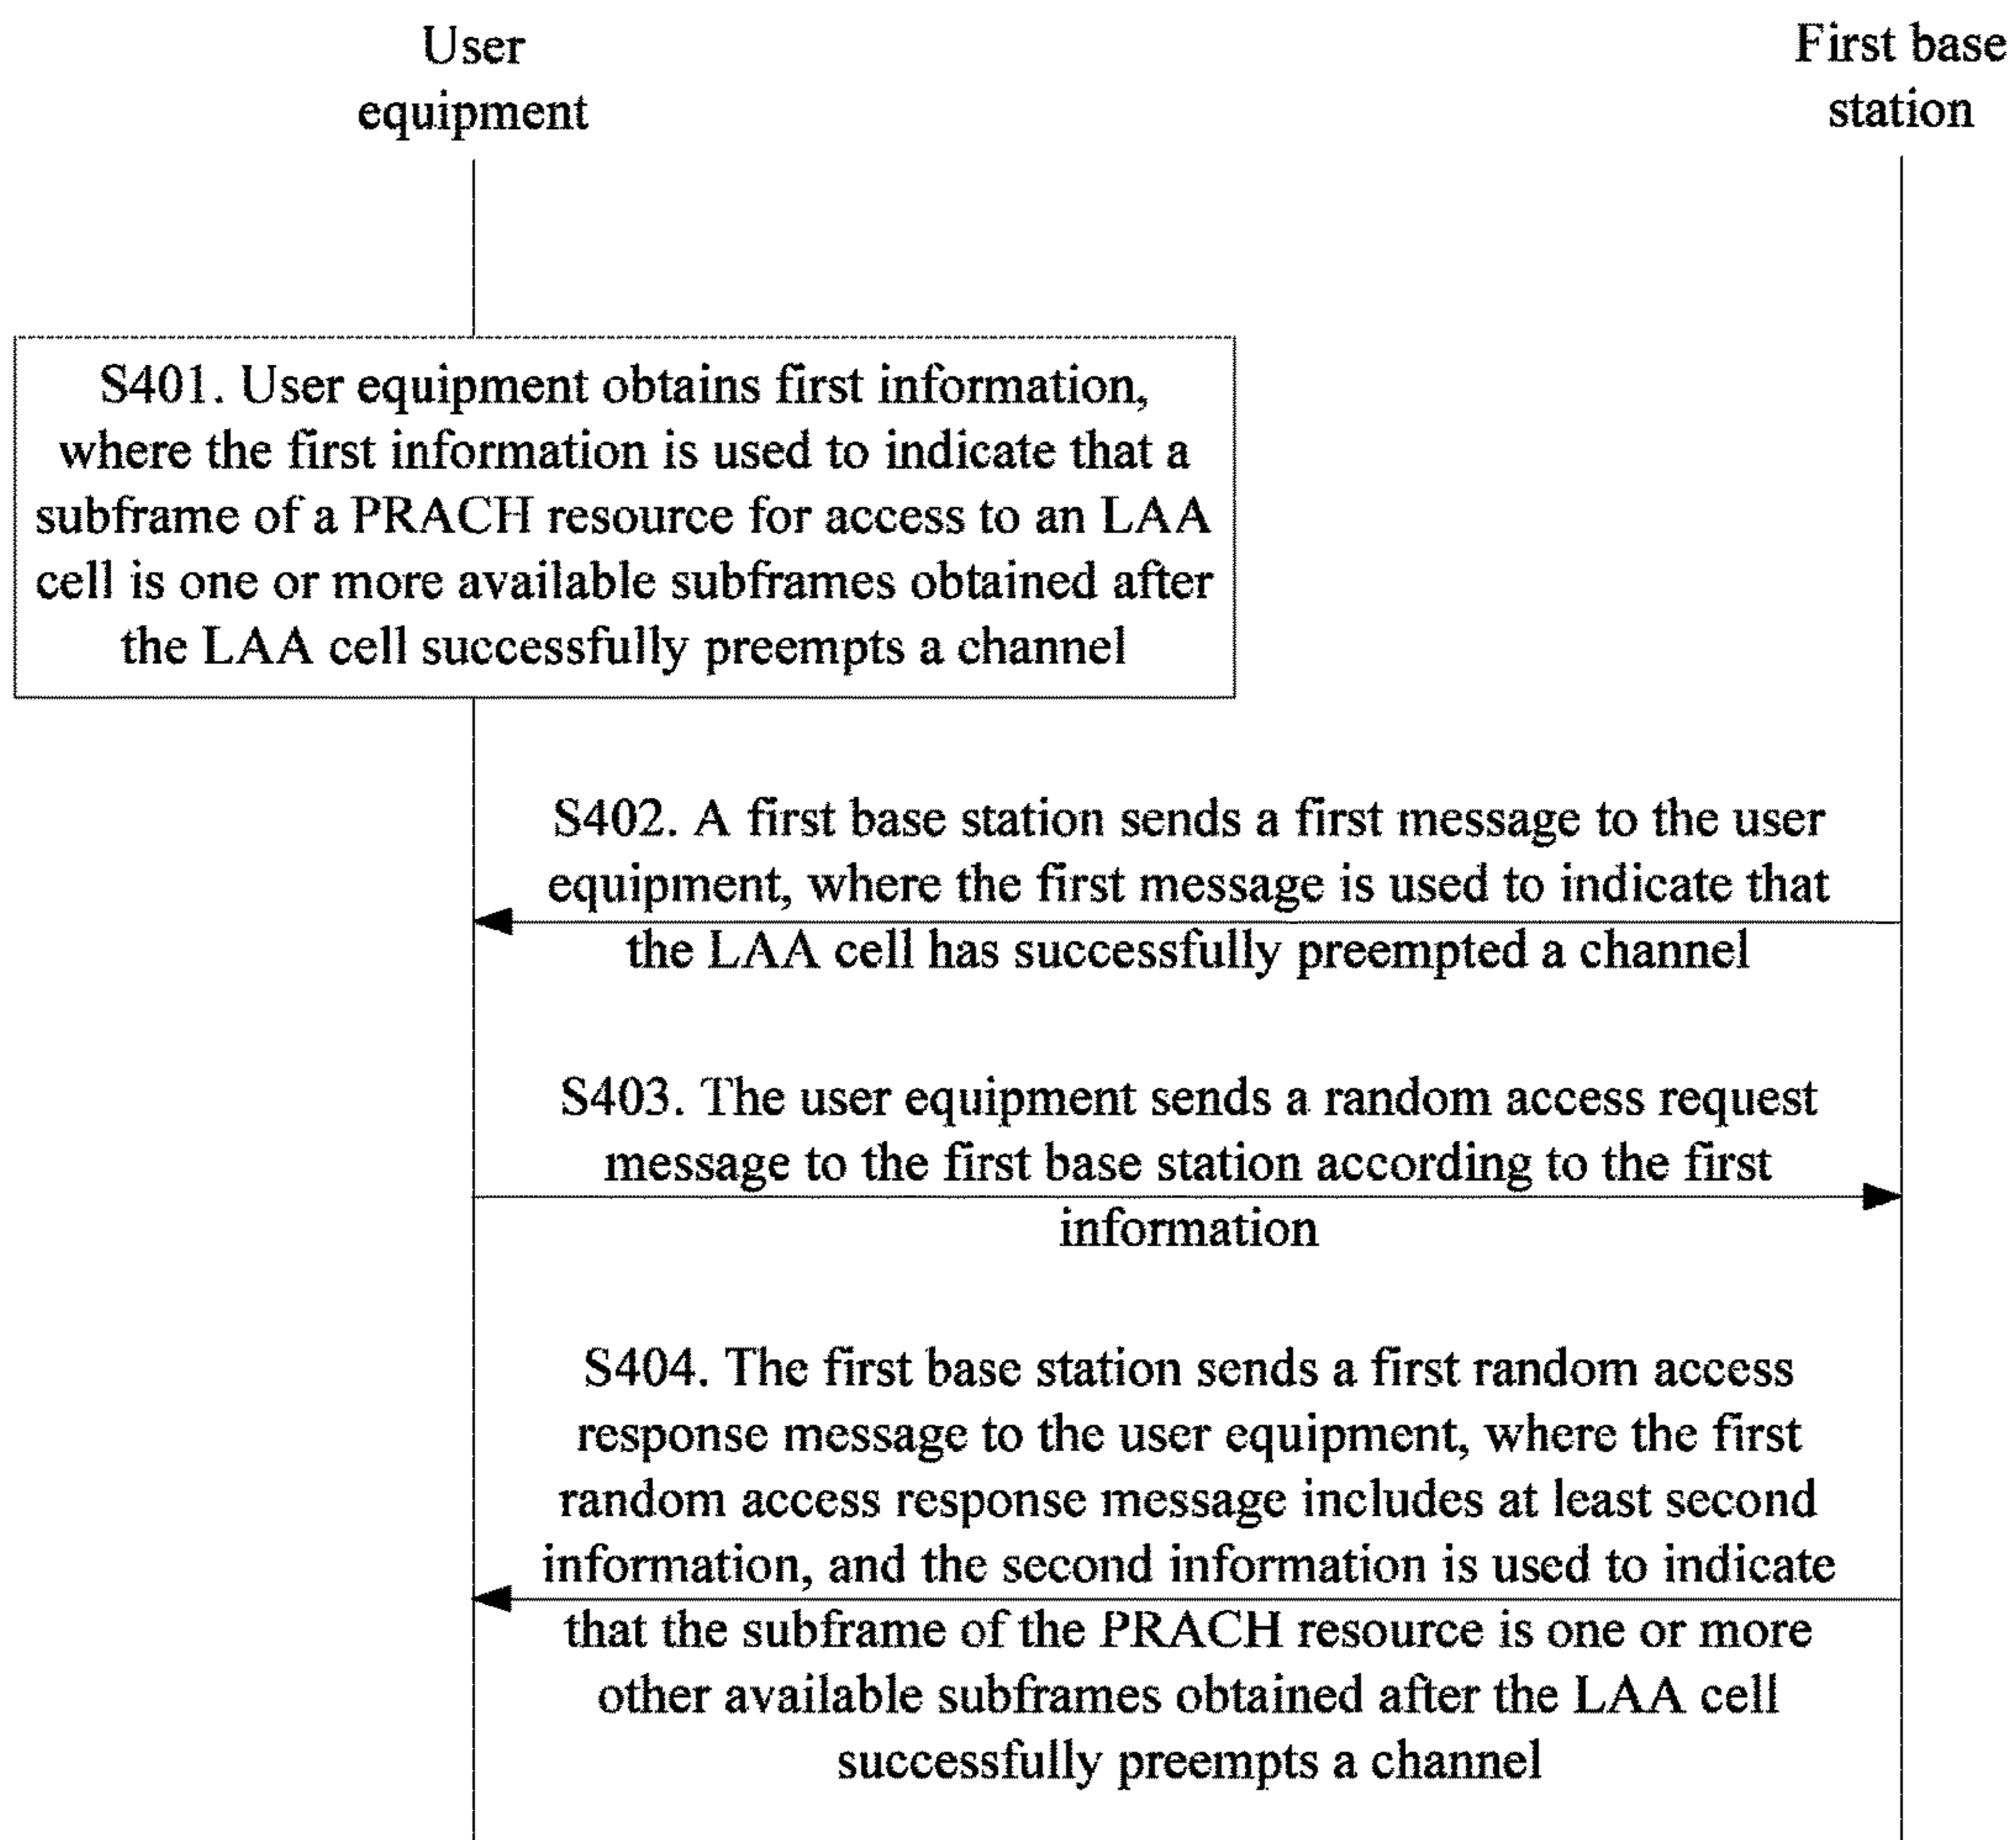 User
equipment
First base
station
S401. User equipment obtains first information,
where the first information is used to indicate that a
subframe of a PRACH resource for access to an LAA
cell is one or more available subframes obtained after
the LAA cell successfully preempts a channel
S402. A first base station sends a first message to the user
equipment, where the first message is used to indicate that
the LAA cell has successfully preempted a channel
S403. The user equipment sends a random access request
message to the first base station according to the first
information
S404. The first base station sends a first random access
response message to the user equipment, where the first
random access response message includes at least second
information, and the second information is used to indicate
that the subframe of the PRACH resource is one or more
other available subframes obtained after the LAA cell
successfully preempts a channel